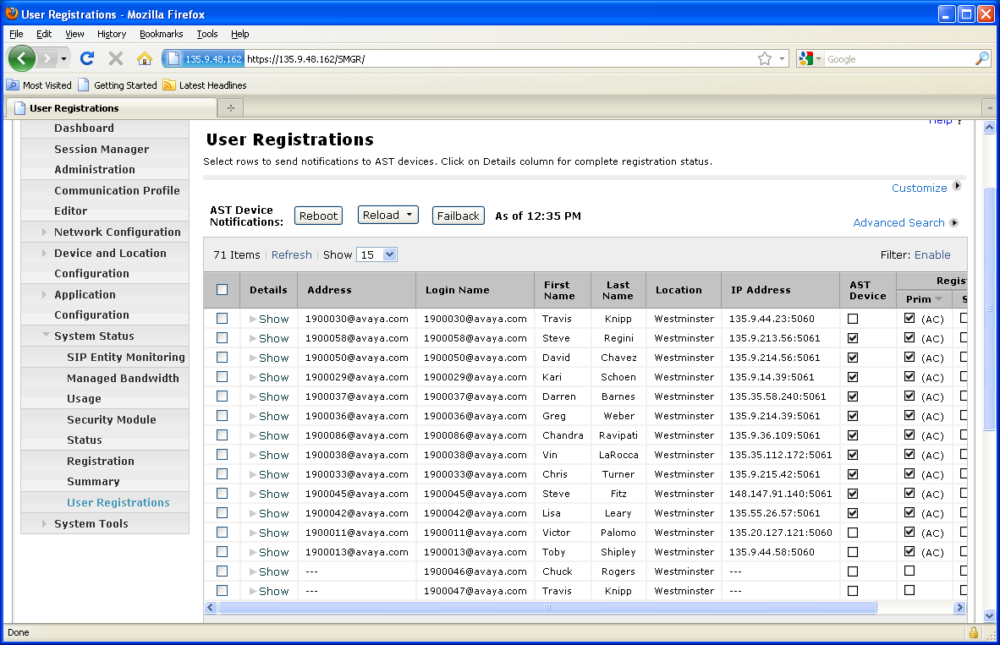 User Registrations - Mozilla Firefox
File Edit View History Bookmarks Tools Help
135.9.48.162 https://135.9.48.162/SMGR/
Google
Most Visited Getting Started Latest Headlines
User Registrations
Dashboard
Session Manager
Administration
Communication Profile
Editor
Network Configuration
Device and Location
Configuration
Application
Configuration
System Status
SIP Entity Monitoring
Managed Bandwidth
Usage
Security Module
Status
Registration
Summary
User Registrations
System Tools
Help ?
User Registrations
Select rows to send notifications to AST devices. Click on Details column for complete registration status.
Customize
AST Device
Notifications:
Reboot Reload Failback As of 12:35 PM
Advanced Search
71 Items Refresh Show 15 Filter: Enable
Details Address Login Name First Name Last Name Location IP Address AST Device Regist
Prim S
Show 1900030@avaya.com 1900030@avaya.com Travis Knipp Westminster 135.9.44.23:5060 (AC)
Show 1900058@avaya.com 1900058@avaya.com Steve Regini Westminster 135.9.213.56:5061 (AC)
Show 1900050@avaya.com 1900050@avaya.com David Chavez Westminster 135.9.214.56:5061 (AC)
Show 1900029@avaya.com 1900029@avaya.com Kari Schoen Westminster 135.9.14.39:5061 (AC)
Show 1900037@avaya.com 1900037@avaya.com Darren Barnes Westminster 135.35.58.240:5061 (AC)
Show 1900036@avaya.com 1900036@avaya.com Greg Weber Westminster 135.9.214.39:5061 (AC)
Show 1900086@avaya.com 1900086@avaya.com Chandra Ravipati Westminster 135.9.36.109:5061 (AC)
Show 1900038@avaya.com 1900038@avaya.com Vin LaRocca Westminster 135.35.112.172:5061 (AC)
Show 1900033@avaya.com 1900033@avaya.com Chris Turner Westminster 135.9.215.42:5061 (AC)
Show 1900045@avaya.com 1900045@avaya.com Steve Fitz Westminster 148.147.91.140:5061 (AC)
Show 1900042@avaya.com 1900042@avaya.com Lisa Leary Westminster 135.55.26.57:5061 (AC)
Show 1900011@avaya.com 1900011@avaya.com Victor Palomo Westminster 135.20.127.121:5060 (AC)
Show 1900013@avaya.com 1900013@avaya.com Toby Shipley Westminster 135.9.44.58:5060 (AC)
Show --- 1900046@avaya.com Chuck Rogers Westminster ---
Show --- 1900047@avaya.com Travis Knipp Westminster ---
Done